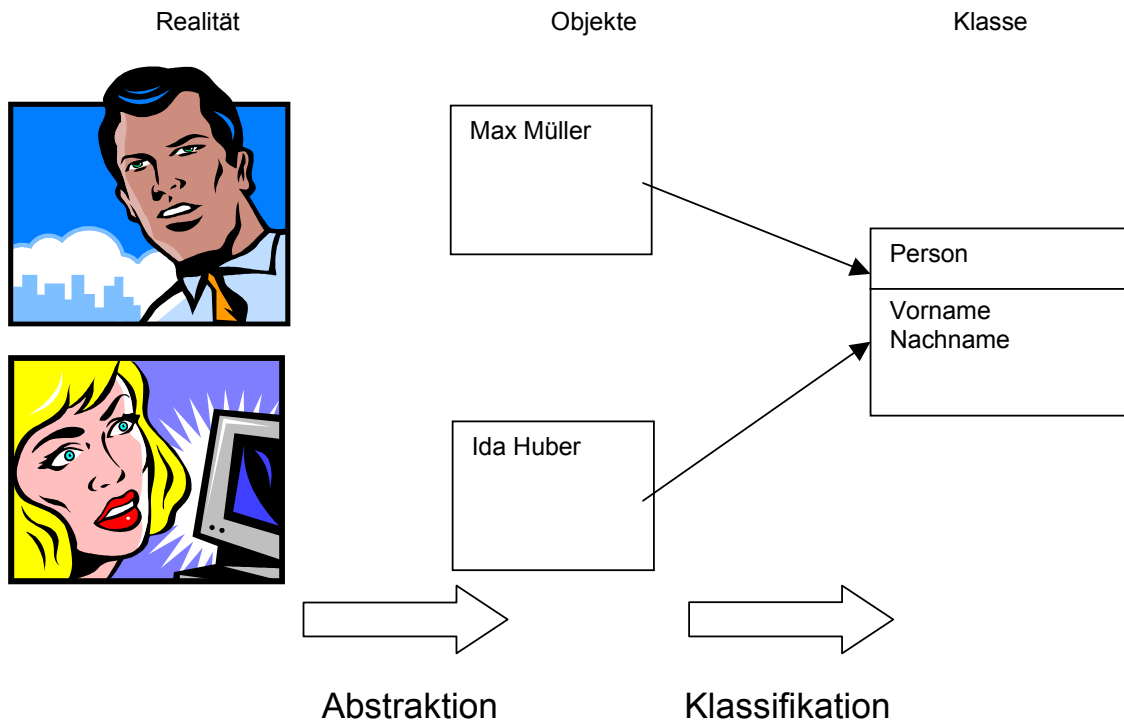 Realität
Objekte
Klasse
Max Müller
Person
Vorname
Nachname
Ida Huber
Abstraktion
Klassifikation